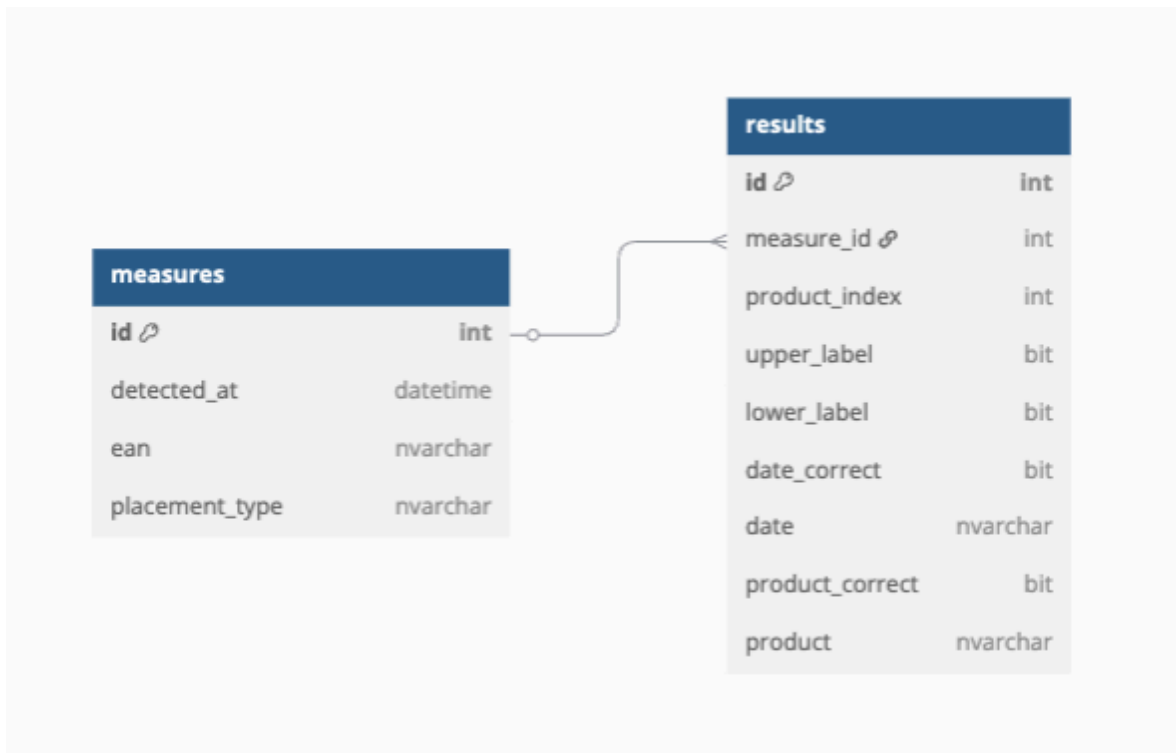 measures
id int
detected_at datetime
ean nvarchar
placement_type nvarchar
results
id int
measure_id int
product_index int
upper_label bit
lower_label bit
date_correct bit
date nvarchar
product_correct bit
product nvarchar